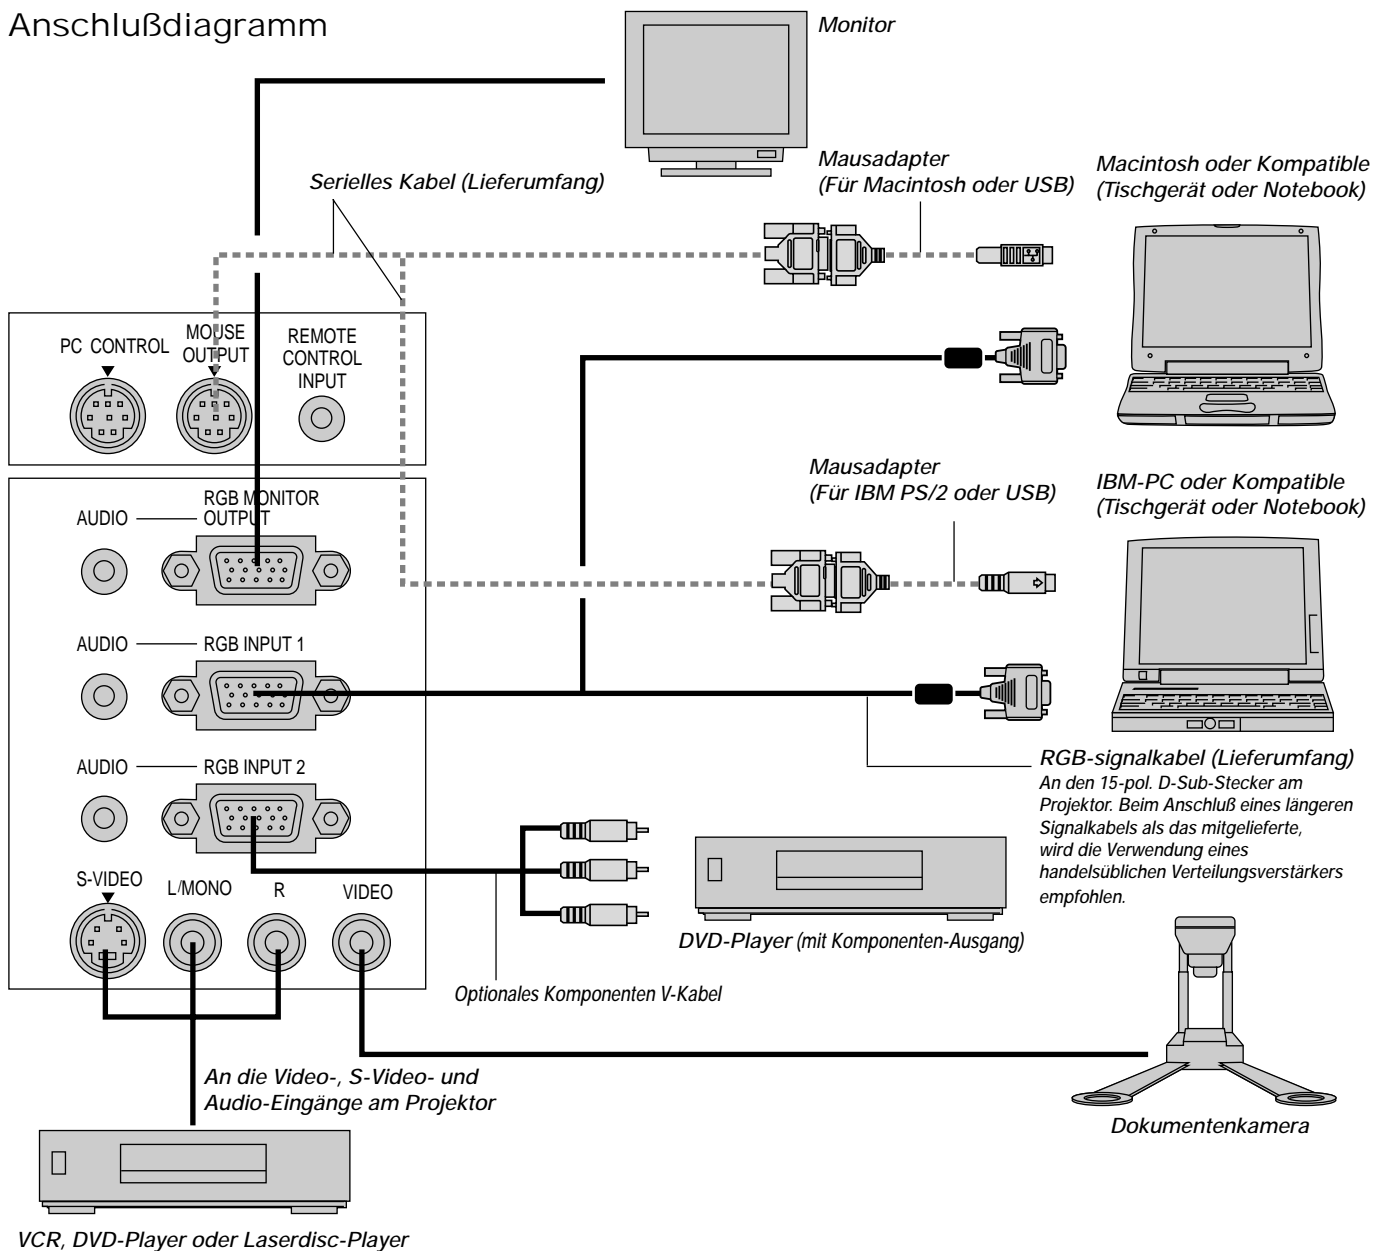 Anschlußdiagramm
Monitor
Serielles Kabel (Lieferumfang)
Mausadapter
(Für Macintosh oder USB)
Macintosh oder Kompatible
(Tischgerät oder Notebook)
PC CONTROL
MOUSE
OUTPUT
REMOTE
CONTROL
INPUT
Mausadapter
(Für IBM PS/2 oder USB)
IBM-PC oder Kompatible
(Tischgerät oder Notebook)
AUDIO
RGB MONITOR
OUTPUT
AUDIO
RGB INPUT 1
AUDIO
RGB INPUT 2
RGB-signalkabel (Lieferumfang)
An den 15-pol. D-Sub-Stecker am
Projektor. Beim Anschluß eines längeren
Signalkabels als das mitgelieferte,
wird die Verwendung eines
handelsüblichen Verteilungsverstärkers
empfohlen.
S-VIDEO
L/MONO
R
VIDEO
DVD-Player (mit Komponenten-Ausgang)
Optionales Komponenten V-Kabel
An die Video-, S-Video- und
Audio-Eingänge am Projektor
Dokumentenkamera
VCR, DVD-Player oder Laserdisc-Player